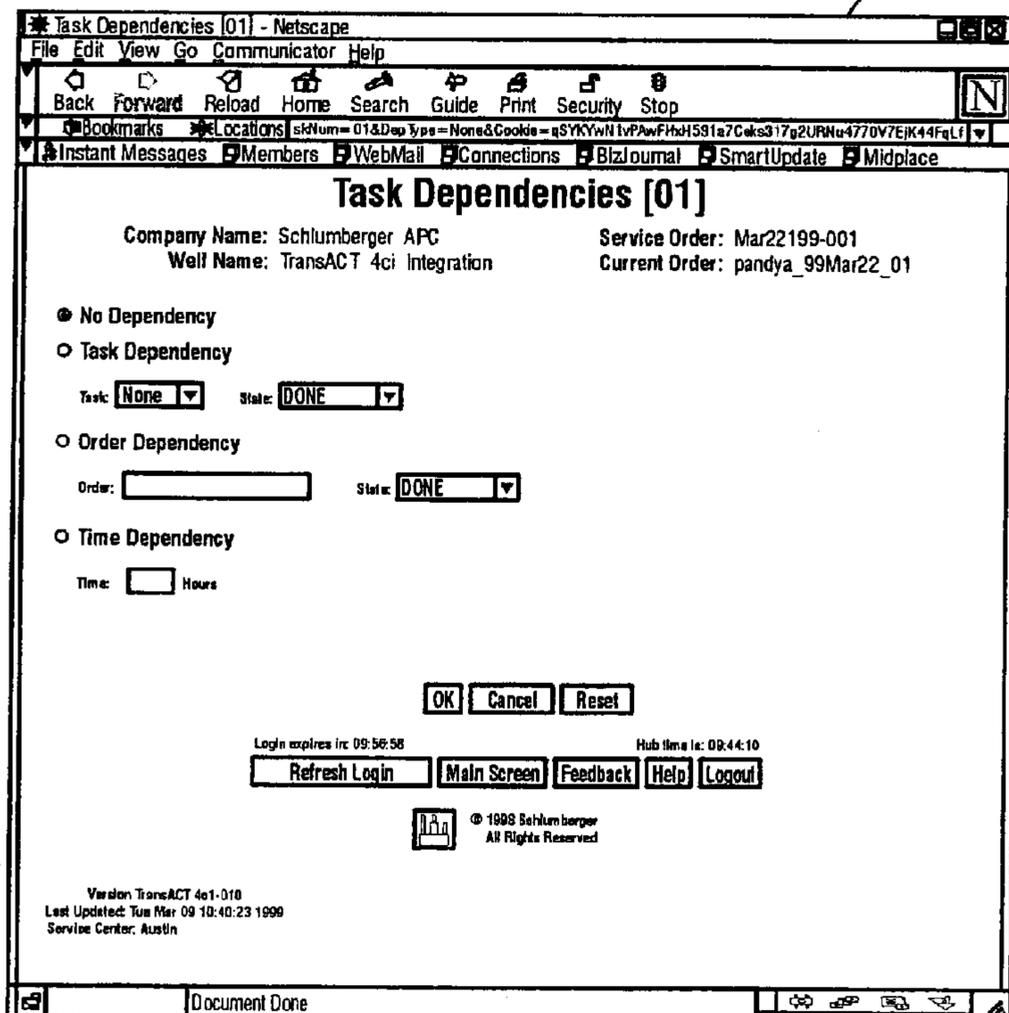 Task Dependencies [01] - Netscape
File Edit View Go Communicator Help
Back Forward Reload Home Search Guide Print Security Stop
N
Bookmarks Locations skNum=01&DepType=None&Cookie=
Instant Messages Members WebMail Connections BizJournal SmartUpdate Midplace
Task Dependencies [01]
Company Name: Schlumberger APC Service Order: Mar22199-001
Well Name: TransACT 4ci Integration Current Order: pandya_99Mar22_01
No Dependency
Task Dependency
Task: None State: DONE
Order Dependency
Order: State: DONE
Time Dependency
Time: Hours
OK Cancel Reset
Login expires in: 09:56:58 Hub time is: 09:44:10
Refresh Login Main Screen Feedback Help Logout
© 1998 Schlumberger
All Rights Reserved
Version TransACT
Last Updated: Tue Mar 09 10:40:23 1999
Service Center: Austin
Document Done